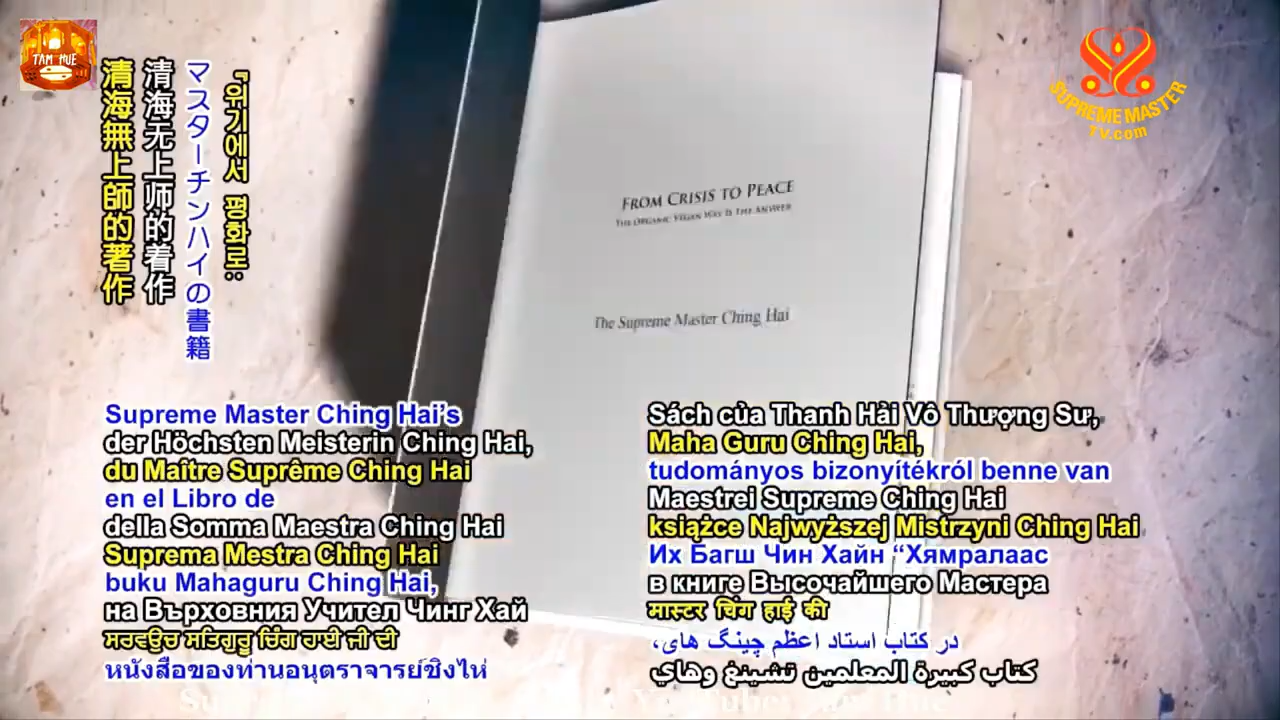 TAM HUE
SUPREME MASTER
TV.com
『위기에서 평화로:
マスターチンハイの書籍
清海无上师的着作
清海無上師的著作
FROM CRISIS TO PEACE
THE ORGANIC VEGAN WAY IS THE ANSWER
The Supreme Master Ching Hai
Supreme Master Ching Hai's
der Höchsten Meisterin Ching Hai,
du Maître Suprême Ching Hai
en el Libro de
della Somma Maestra Ching Hai
Suprema Mestra Ching Hai
buku Mahaguru Ching Hai,
на Върховния Учител Чинг Хай
ਸਰਵਉਚ ਸਤਿਗੁਰੂ ਚਿੰਗ ਹਾਈ ਜੀ ਦੀ
หนังสือของท่านอนุตราจารย์ชิงไห่
Sách của Thanh Hải Vô Thượng Sư,
Maha Guru Ching Hai,
tudományos bizonyítékról benne van
Maestrei Supreme Ching Hai
książce Najwyższej Mistrzyni Ching Hai
Их Багш Чин Хайн “Хямралаас
в книге Высочайшего Мастера
मास्टर चिंग हाई की
در کتاب استاد اعظم چینگ های،
كتاب كبيرة المعلمين تشينغ وهاي